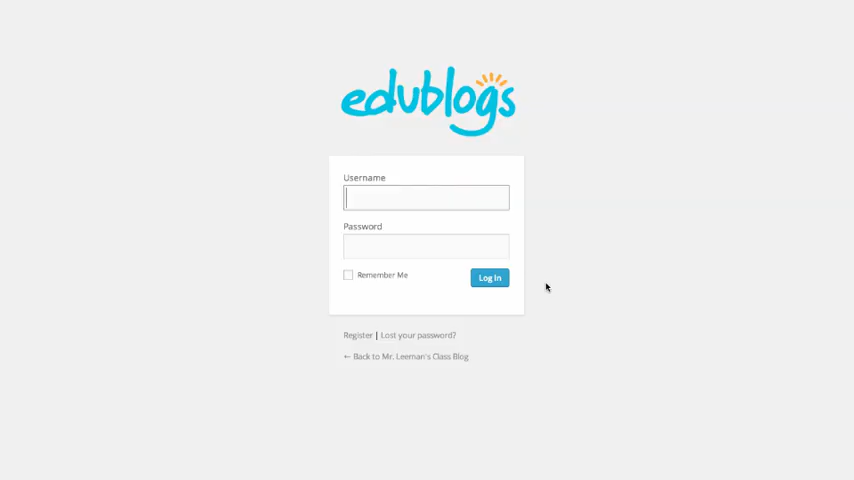 edublogs
Username
Password
Remember Me
Log In
Register | Lost your password?
← Back to Mr. Leeman's Class Blog